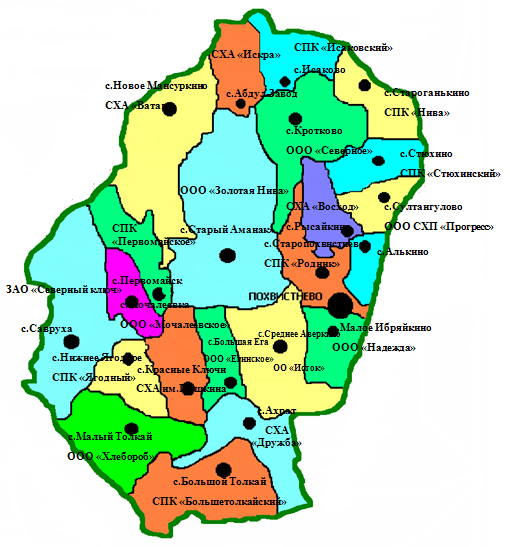 СПК «Исаковский»
СХА «Искра»
с.Исаково
с.Новое Мансуркино
с.Абдул Завод
с.Староганькино
СХА «Ватан»
СПК «Нива»
с.Кротково
ООО «Северное»
с.Стюхино
СПК «Стюхинский»
ООО «Золотая Нива»
с.Султангулово
СХА «Восход»
ООО СХП «Прогресс»
СПК
«Первомайское»
с.Старый Аманак
с.Рысайкино
с.Старопохвистнево
с.Алькино
СПК «Родник»
с.Первомайск
ЗАО «Северный ключ»
ПОХВИСТНЕВО
с.Мочалеевка
ООО «Мочалеевское»
с.Малое Ибряйкино
с.Савруха
с.Большая Ега
с.Среднее Аверкино
ООО «Надежда»
с.Нижнее Ягодное
ООО «Егинское»
с.Красные Ключи
ОО «Исток»
СПК «Ягодный»
СХА им.Пушкина
с.Ахрат
СХА
«Дружба»
с.Малый Толкай
ООО «Хлебороб»
с.Большой Толкай
СПК «Большетолкайский»